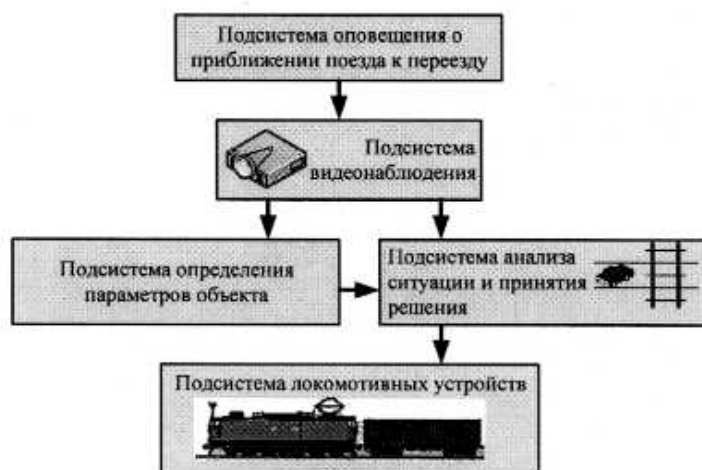 Подсистема оповещения о
приближении поезда к переезду
Подсистема
видеонаблюдения
Подсистема определения
параметров объекта
Подсистема анализа
ситуации и принятия
решения
Подсистема локомотивных устройств